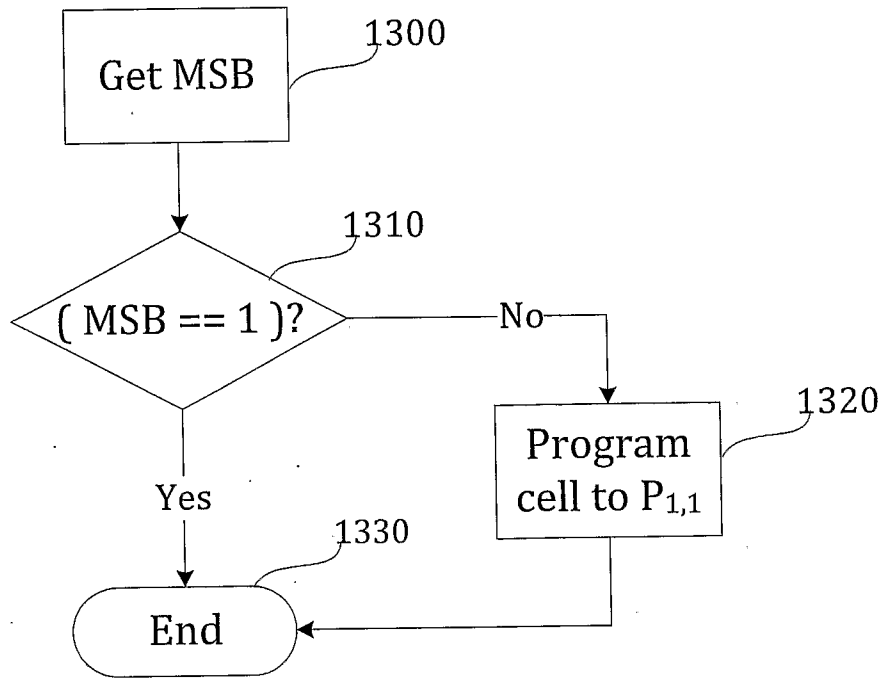 1300
Get MSB
1310
( MSB == 1 )?
No
1320
Program
cell to P1,1
Yes
1330
End